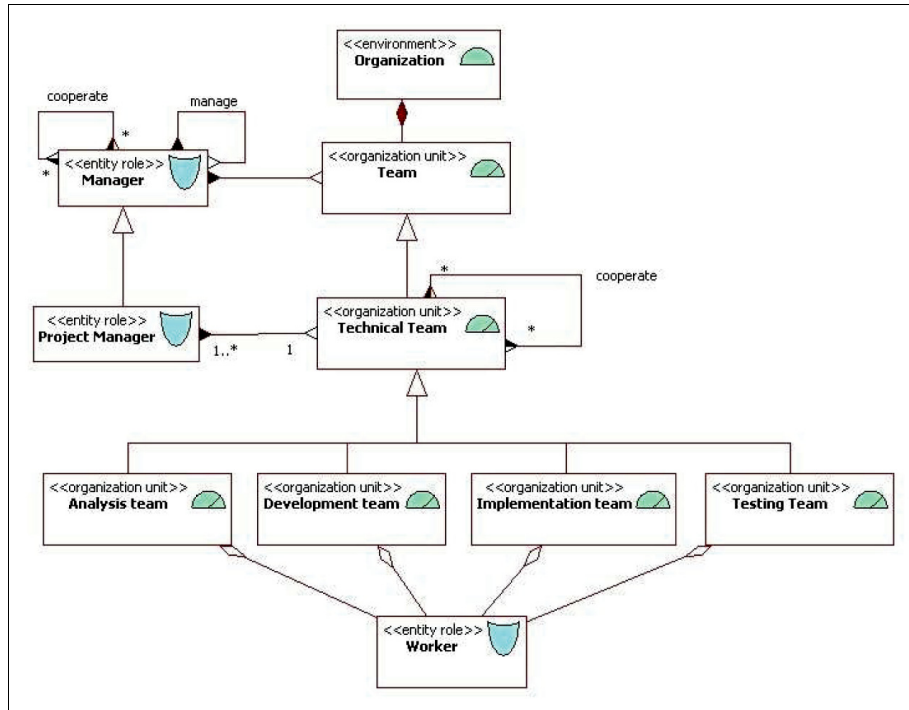 <<environment>>
Organization
cooperate
manage
*
*
<<entity role>>
Manager
<<organization unit>>
Team
*
cooperate
<<entity role>>
Project Manager
1..*
1
<<organization unit>>
Technical Team
*
<<organization unit>>
Analysis team
<<organization unit>>
Development team
<<organization unit>>
Implementation team
<<organization unit>>
Testing Team
<<entity role>>
Worker